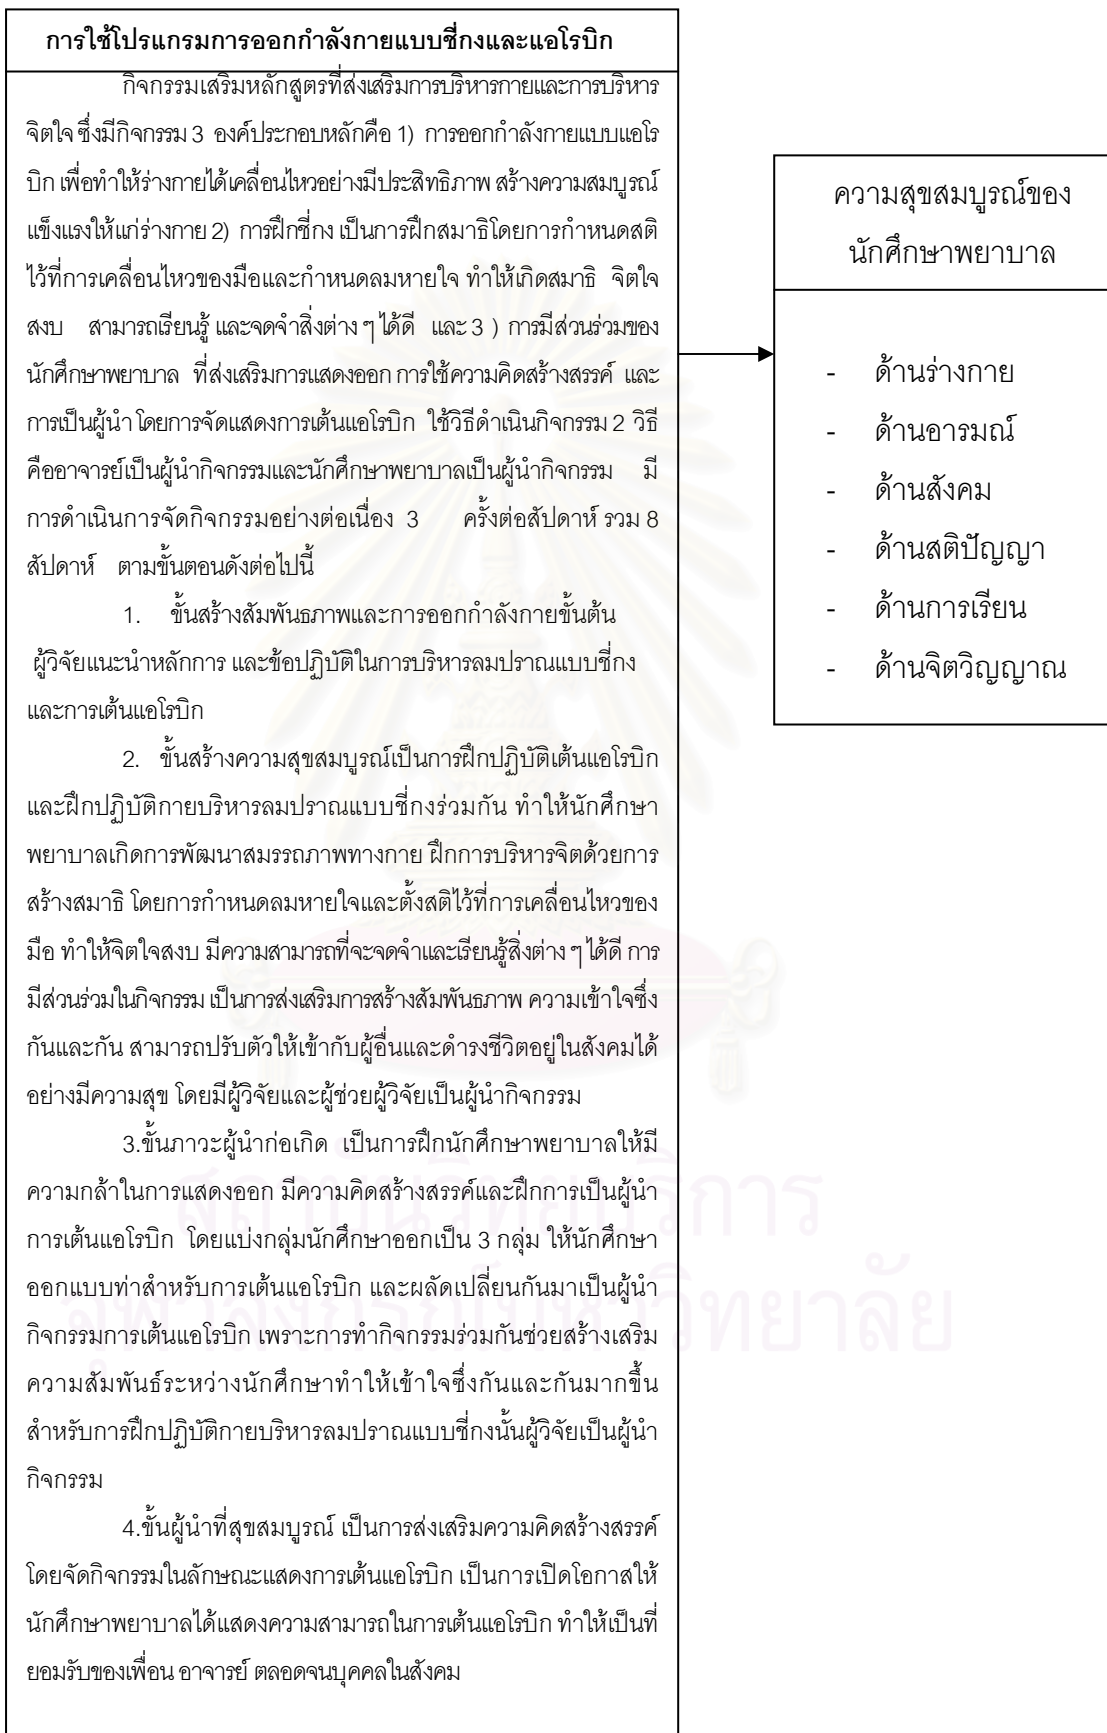 การใช้โปรแกรมการออกกำลังกายแบบชี่กงและแอโรบิก
กิจกรรมเสริมหลักสูตรที่ส่งเสริมการบริหารกายและการบริหาร
จิตใจ ซึ่งมีกิจกรรม 3 องค์ประกอบหลักคือ 1) การออกกำลังกายแบบแอโร
บิก เพื่อทำให้ร่างกายได้เคลื่อนไหวอย่างมีประสิทธิภาพ สร้างความสมบูรณ์
แข็งแรงให้แก่ร่างกาย 2) การฝึกชี่กง เป็นการฝึกสมาธิโดยการกำหนดสติ
ไว้ที่การเคลื่อนไหวของมือและกำหนดลมหายใจ ทำให้เกิดสมาธิ จิตใจ
สงบ สามารถเรียนรู้ และจดจำสิ่งต่าง ๆ ได้ดี และ 3 ) การมีส่วนร่วมของ
นักศึกษาพยาบาล ที่ส่งเสริมการแสดงออก การใช้ความคิดสร้างสรรค์ และ
การเป็นผู้นำ โดยการจัดแสดงการเต้นแอโรบิก ใช้วิธีดำเนินกิจกรรม 2 วิธี
คืออาจารย์เป็นผู้นำกิจกรรมและนักศึกษาพยาบาลเป็นผู้นำกิจกรรม มี
การดำเนินการจัดกิจกรรมอย่างต่อเนื่อง 3 ครั้งต่อสัปดาห์ รวม 8
สัปดาห์ ตามขั้นตอนดังต่อไปนี้
1. ขั้นสร้างสัมพันธภาพและการออกกำลังกายขั้นต้น
ผู้วิจัยแนะนำหลักการ และข้อปฏิบัติในการบริหารลมปราณแบบชี่กง
และการเต้นแอโรบิก
2. ขั้นสร้างความสุขสมบูรณ์เป็นการฝึกปฏิบัติเต้นแอโรบิก
และฝึกปฏิบัติกายบริหารลมปราณแบบชี่กงร่วมกัน ทำให้นักศึกษา
พยาบาลเกิดการพัฒนาสมรรถภาพทางกาย ฝึกการบริหารจิตด้วยการ
สร้างสมาธิ โดยการกำหนดลมหายใจและตั้งสติไว้ที่การเคลื่อนไหวของ
มือ ทำให้จิตใจสงบ มีความสามารถที่จะจดจำและเรียนรู้สิ่งต่าง ๆ ได้ดี การ
มีส่วนร่วมในกิจกรรม เป็นการส่งเสริมการสร้างสัมพันธภาพ ความเข้าใจซึ่ง
กันและกัน สามารถปรับตัวให้เข้ากับผู้อื่นและดำรงชีวิตอยู่ในสังคมได้
อย่างมีความสุข โดยมีผู้วิจัยและผู้ช่วยผู้วิจัยเป็นผู้นำกิจกรรม
3.ขั้นภาวะผู้นำก่อเกิด เป็นการฝึกนักศึกษาพยาบาลให้มี
ความกล้าในการแสดงออก มีความคิดสร้างสรรค์และฝึกการเป็นผู้นำ
การเต้นแอโรบิก โดยแบ่งกลุ่มนักศึกษาออกเป็น 3 กลุ่ม ให้นักศึกษา
ออกแบบท่าสำหรับการเต้นแอโรบิก และผลัดเปลี่ยนกันมาเป็นผู้นำ
กิจกรรมการเต้นแอโรบิก เพราะการทำกิจกรรมร่วมกันช่วยสร้างเสริม
ความสัมพันธ์ระหว่างนักศึกษาทำให้เข้าใจซึ่งกันและกันมากขึ้น
สำหรับการฝึกปฏิบัติกายบริหารลมปราณแบบชี่กงนั้นผู้วิจัยเป็นผู้นำ
กิจกรรม
4.ขั้นผู้นำที่สุขสมบูรณ์ เป็นการส่งเสริมความคิดสร้างสรรค์
โดยจัดกิจกรรมในลักษณะแสดงการเต้นแอโรบิก เป็นการเปิดโอกาสให้
นักศึกษาพยาบาลได้แสดงความสามารถในการเต้นแอโรบิก ทำให้เป็นที่
ยอมรับของเพื่อน อาจารย์ ตลอดจนบุคคลในสังคม
ความสุขสมบูรณ์ของ
นักศึกษาพยาบาล
- ด้านร่างกาย
- ด้านอารมณ์
- ด้านสังคม
- ด้านสติปัญญา
- ด้านการเรียน
- ด้านจิตวิญญาณ
สถาบันวิทยบริการ
จุฬาลงกรณ์มหาวิทยาลัย